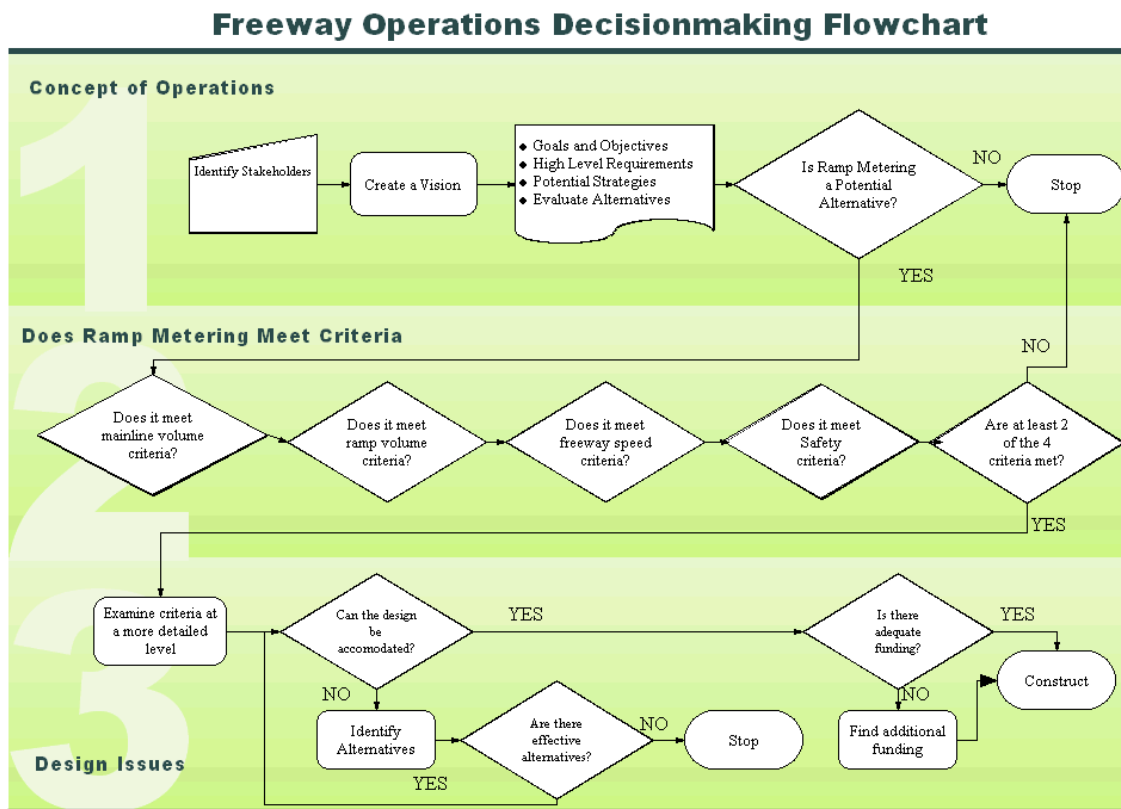 Freeway Operations Decisionmaking Flowchart
1
Concept of Operations
Identify Stakeholders
Create a Vision
◆ Goals and Objectives
◆ High Level Requirements
◆ Potential Strategies
◆ Evaluate Alternatives
Is Ramp Metering
a Potential
Alternative?
NO
Stop
YES
2
Does Ramp Metering Meet Criteria
NO
Does it meet
mainline volume
criteria?
Does it meet
ramp volume
criteria?
Does it meet
freeway speed
criteria?
Does it meet
Safety
criteria?
Are at least 2
of the 4
criteria met?
YES
3
Examine criteria at
a more detailed
level
Can the design
be
accomodated?
YES
Is there
adequate
funding?
YES
Construct
NO
Identify
Alternatives
Are there
effective
alternatives?
NO
Stop
YES
NO
Find additional
funding
Design Issues